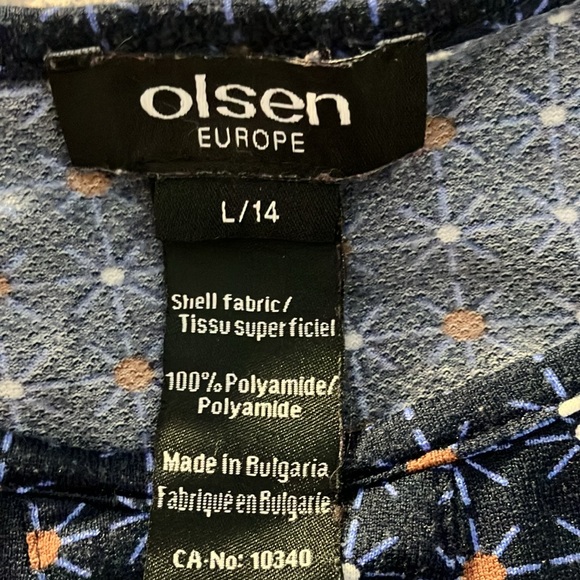 olsen
EUROPE
L/14
Shell fabric/
Tissu superficiel
100% Polyamide/
Polyamide
Made in Bulgaria
Fabriqué en Bulgarie
CA-No: 10340